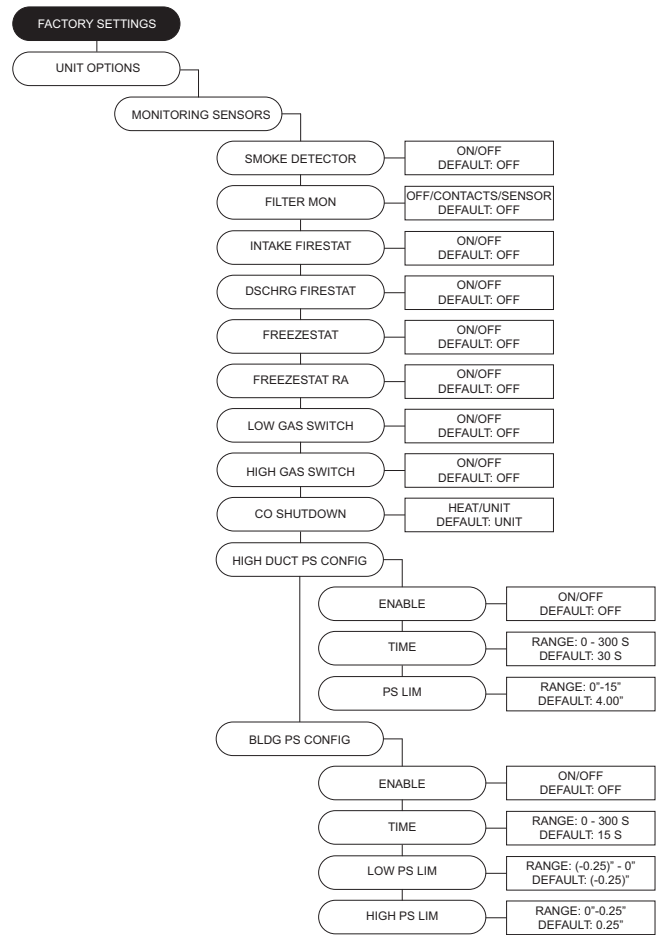 FACTORY SETTINGS
UNIT OPTIONS
MONITORING SENSORS
SMOKE DETECTOR
ON/OFF
DEFAULT: OFF
FILTER MON
OFF/CONTACTS/SENSOR
DEFAULT: OFF
INTAKE FIRESTAT
ON/OFF
DEFAULT: OFF
DSCHRG FIRESTAT
ON/OFF
DEFAULT: OFF
FREEZESTAT
ON/OFF
DEFAULT: OFF
FREEZESTAT RA
ON/OFF
DEFAULT: OFF
LOW GAS SWITCH
ON/OFF
DEFAULT: OFF
HIGH GAS SWITCH
ON/OFF
DEFAULT: OFF
CO SHUTDOWN
HEAT/UNIT
DEFAULT: UNIT
HIGH DUCT PS CONFIG
ENABLE
ON/OFF
DEFAULT: OFF
TIME
RANGE: 0 - 300 S
DEFAULT: 30 S
PS LIM
RANGE: 0”-15”
DEFAULT: 4.00”
BLDG PS CONFIG
ENABLE
ON/OFF
DEFAULT: OFF
TIME
RANGE: 0 - 300 S
DEFAULT: 15 S
LOW PS LIM
RANGE: (-0.25)” - 0”
DEFAULT: (-0.25)”
HIGH PS LIM
RANGE: 0”-0.25”
DEFAULT: 0.25”